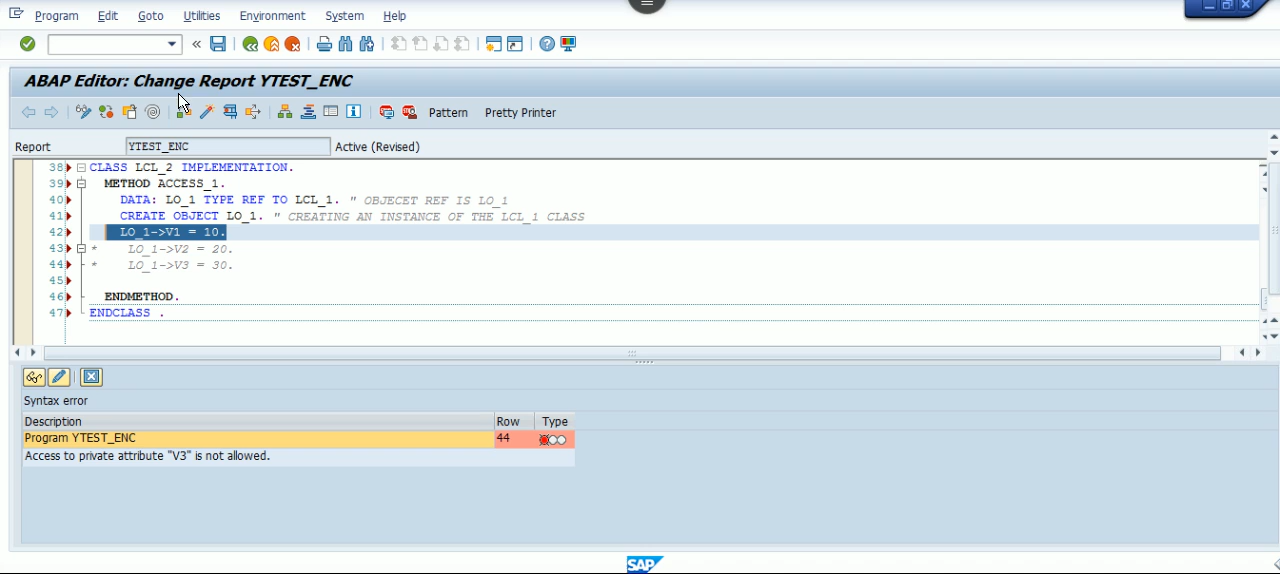 Program Edit Goto Utilities Environment System Help
«
ABAP Editor: Change Report YTEST_ENC
Pattern Pretty Printer
Report YTEST_ENC Active (Revised)
38 CLASS LCL_2 IMPLEMENTATION.
39 METHOD ACCESS_1.
40 DATA: LO_1 TYPE REF TO LCL_1. " OBJECET REF IS LO_1
41 CREATE OBJECT LO_1. " CREATING AN INSTANCE OF THE LCL_1 CLASS
42 LO_1->V1 = 10.
43 * LO_1->V2 = 20.
44 * LO_1->V3 = 30.
45
46 ENDMETHOD.
47 ENDCLASS .
Syntax error
Description Row Type
Program YTEST_ENC 44
Access to private attribute "V3" is not allowed.
SAP